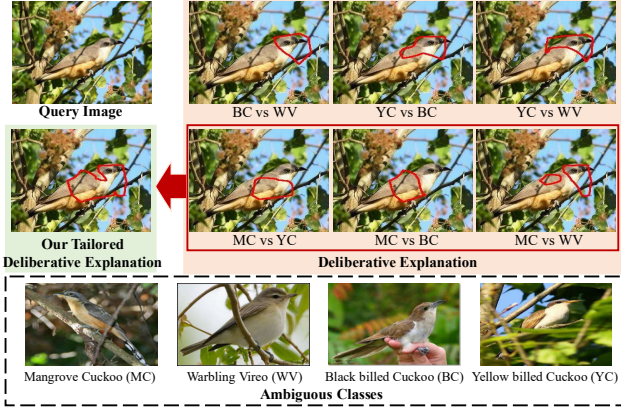 Query Image
BC vs WV
YC vs BC
YC vs WV
Our Tailored
Deliberative Explanation
MC vs YC
MC vs BC
MC vs WV
Deliberative Explanation
Mangrove Cuckoo (MC)
Warbling Vireo (WV)
Black billed Cuckoo (BC)
Yellow billed Cuckoo (YC)
Ambiguous Classes